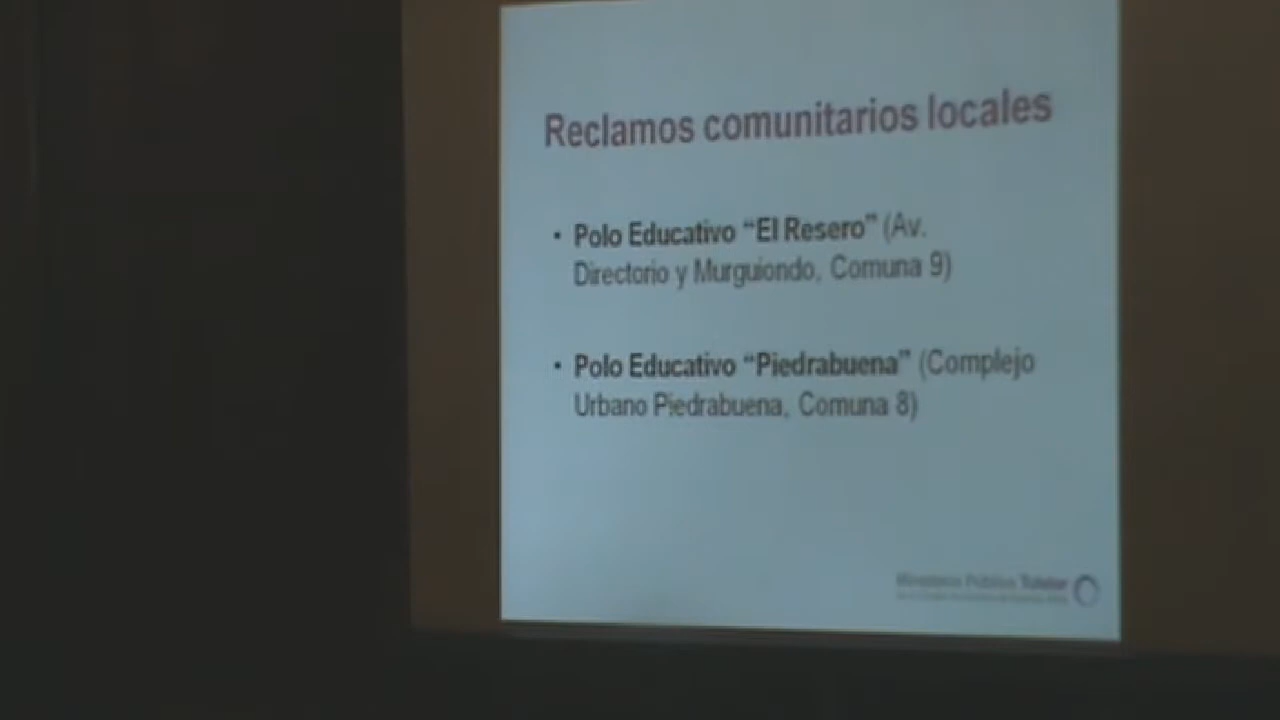 Reclamos comunitarios locales
• Polo Educativo “El Resero” (Av.
Directorio y Murguiondo, Comuna 9)
• Polo Educativo “Piedrabuena” (Complejo
Urbano Piedrabuena, Comuna 8)
Ministerio Público Tutelar